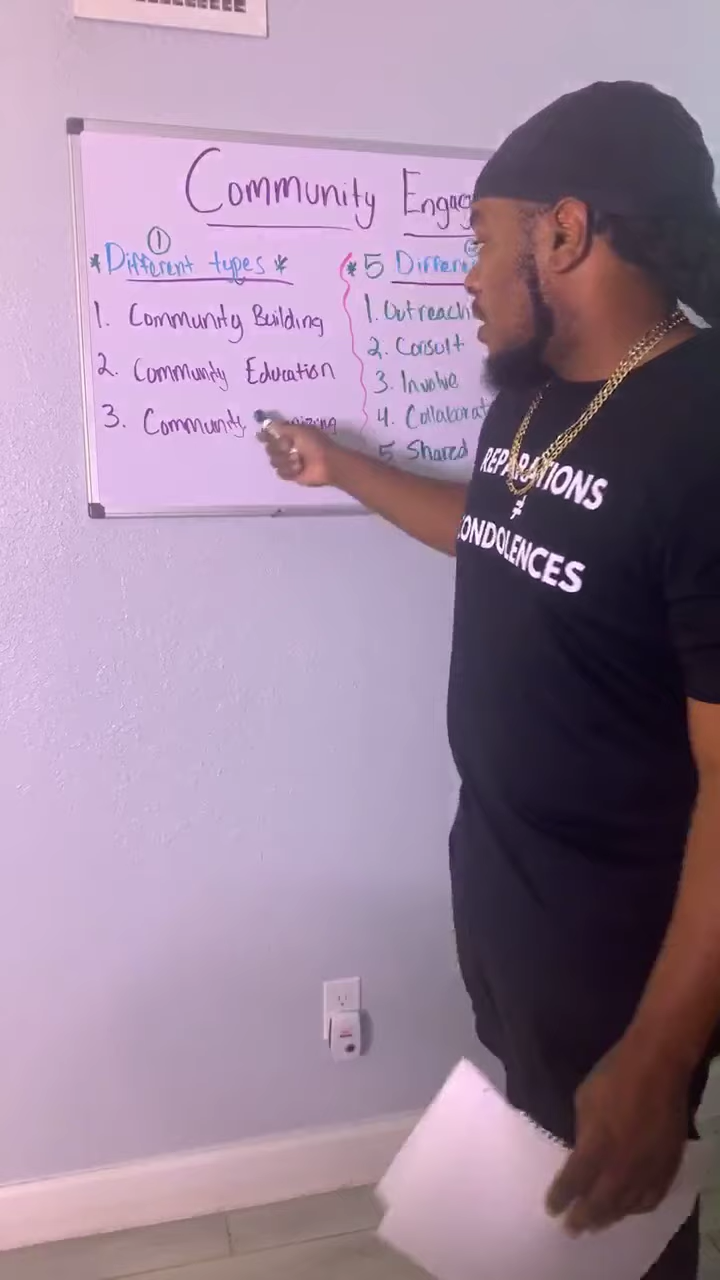 Community Engag
①
*Different types*
1. Community Building
2. Community Education
3. Community
*5 Differen
1. Outreach
2. Consult
3. Involve
4. Collaborat
5 Shared
REPARATIONS
≠
CONDOLENCES